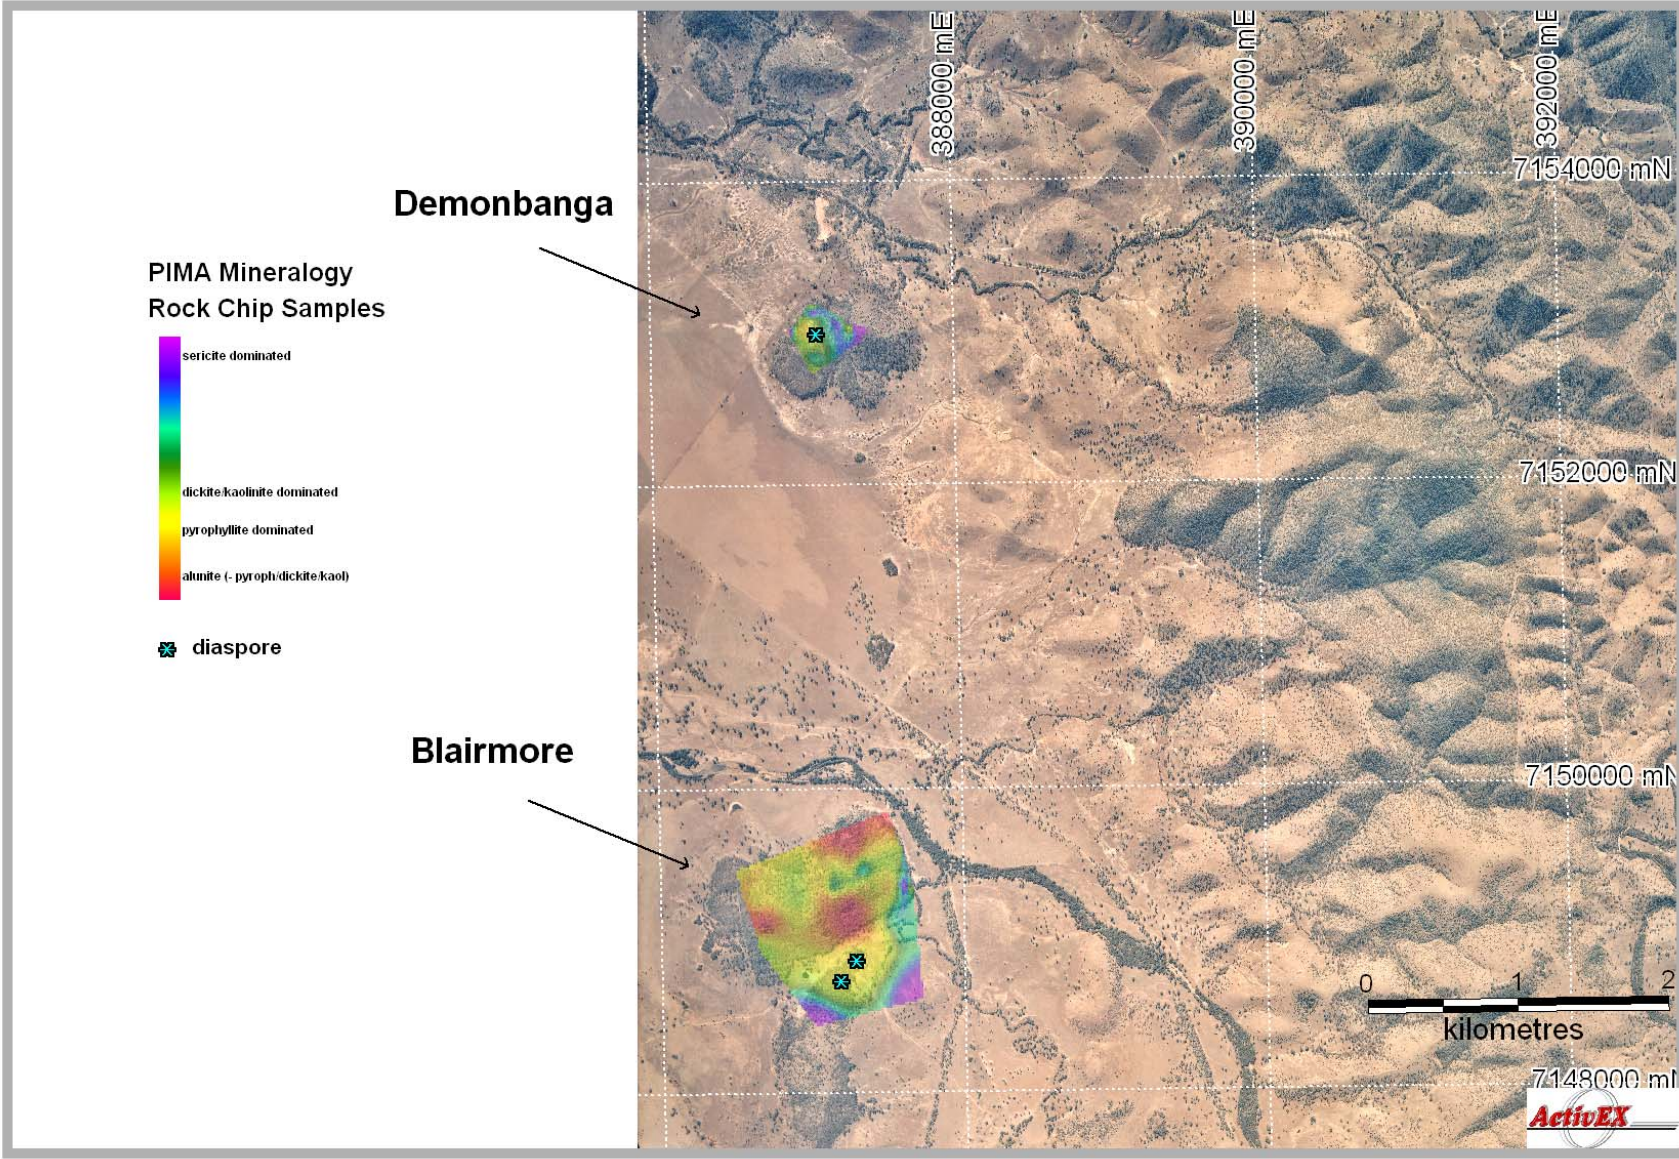 388000 mE
390000 mE
392000 mE
7154000 mN
Demonbanga
PIMA Mineralogy
Rock Chip Samples
sericite dominated
7152000 mN
dickite/kaolinite dominated
pyrophyllite dominated
alunite (- pyroph/dickite/kaol)
diaspore
Blairmore
7150000 mN
0 1 2
kilometres
7148000 mN
ActivEX